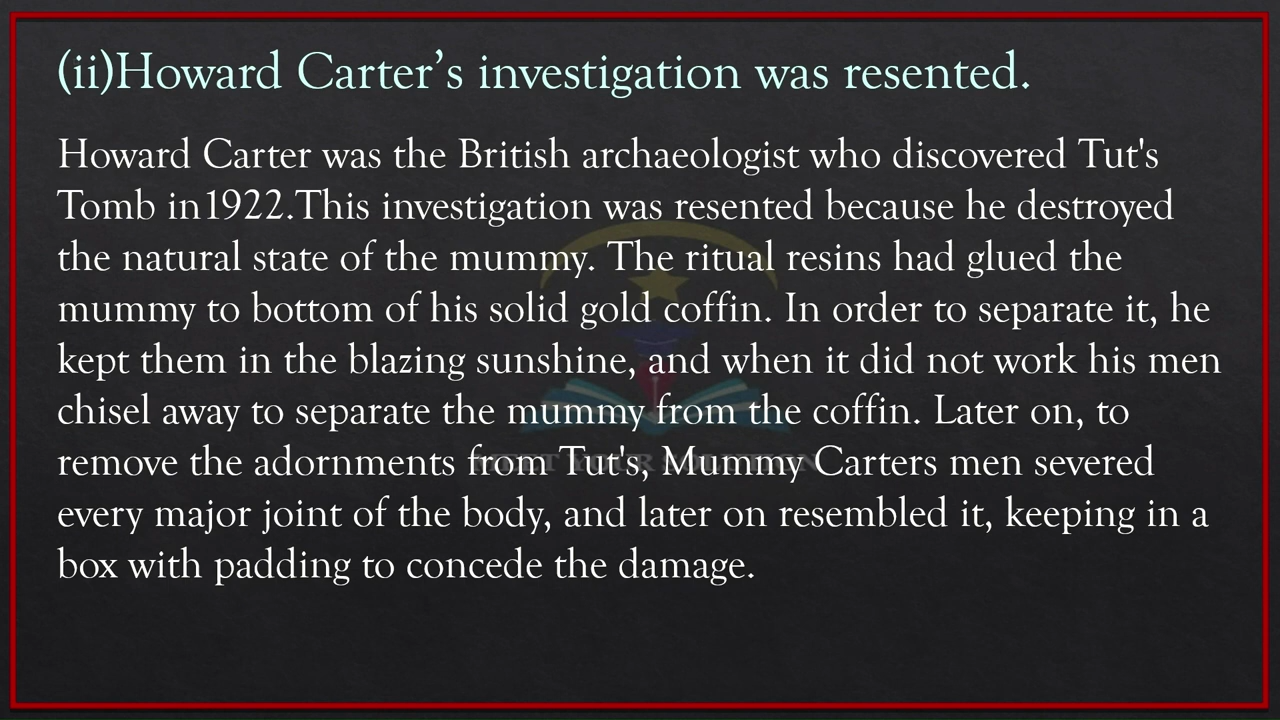 (ii)Howard Carter’s investigation was resented.
Howard Carter was the British archaeologist who discovered Tut's
Tomb in1922.This investigation was resented because he destroyed
the natural state of the mummy. The ritual resins had glued the
mummy to bottom of his solid gold coffin. In order to separate it, he
kept them in the blazing sunshine, and when it did not work his men
chisel away to separate the mummy from the coffin. Later on, to
remove the adornments from Tut's, Mummy Carters men severed
every major joint of the body, and later on resembled it, keeping in a
box with padding to concede the damage.
MEET YOUR SOLUTION